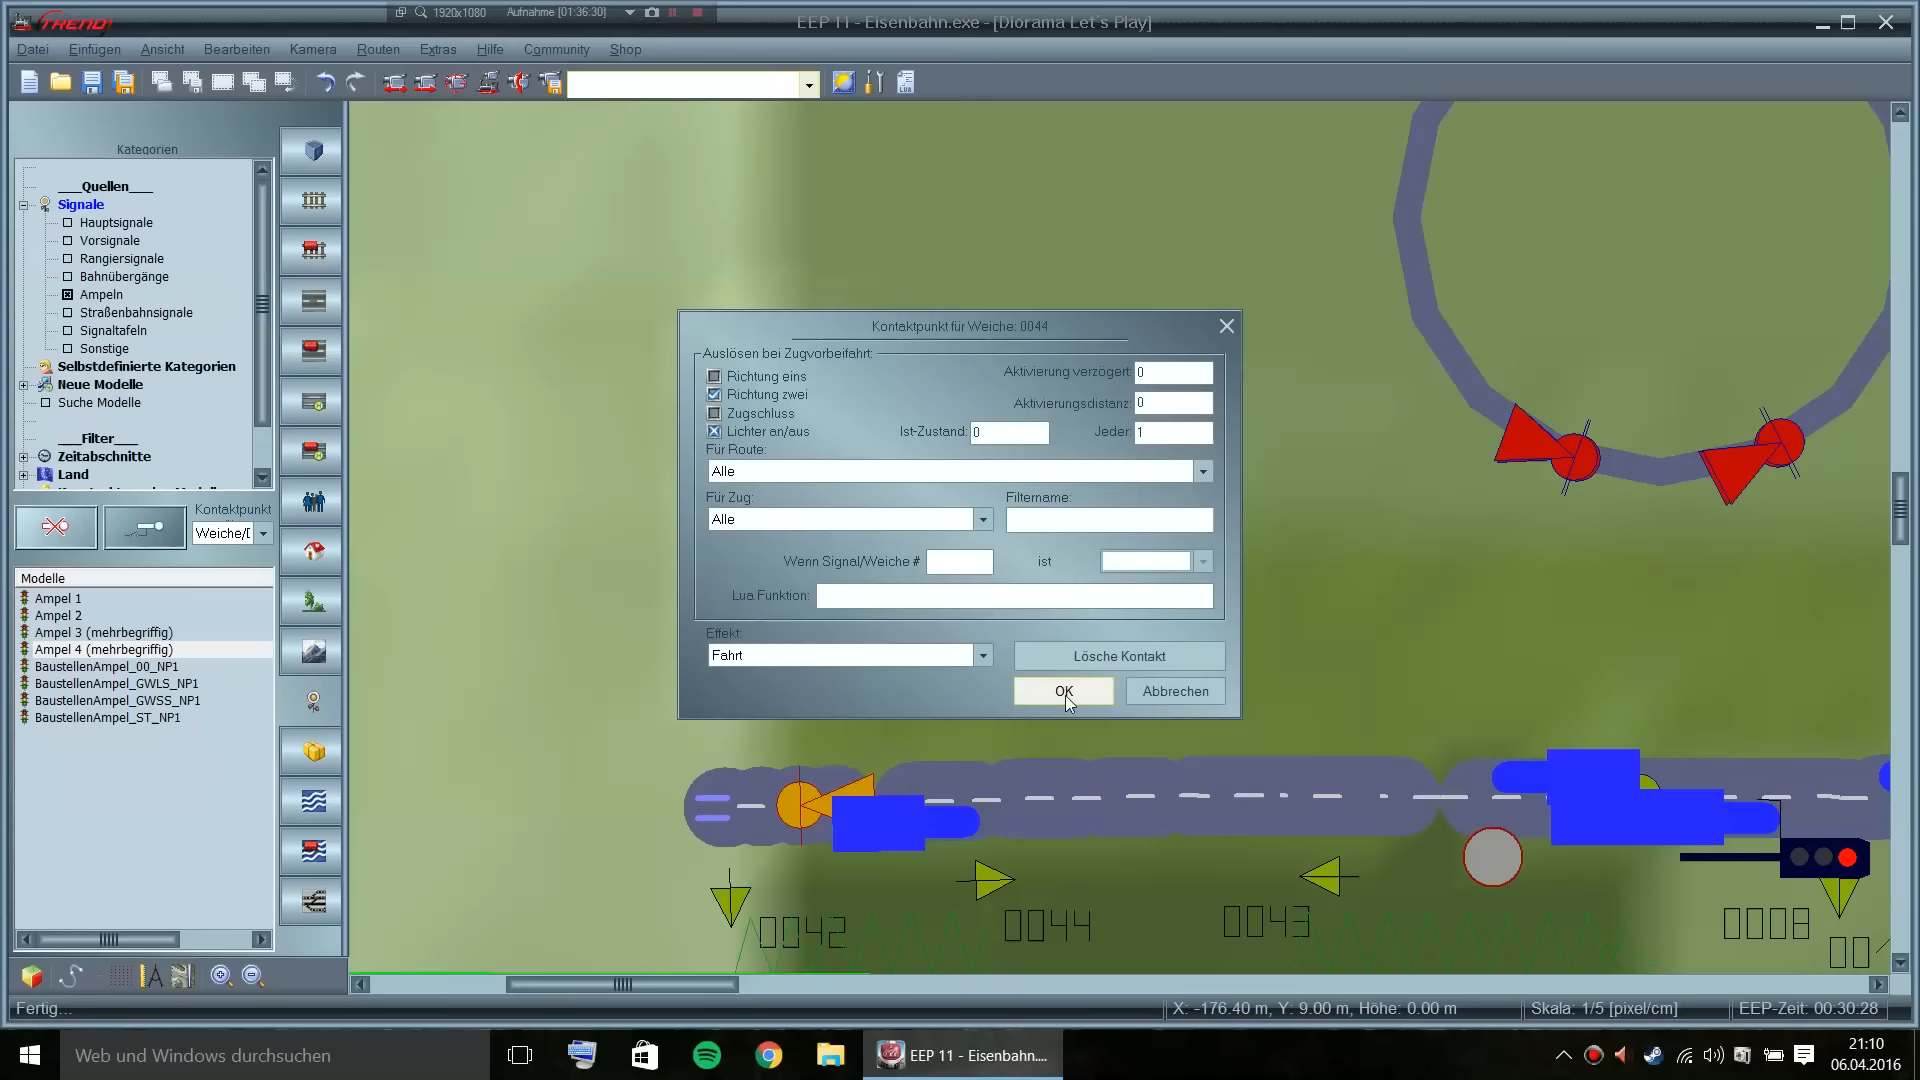 1920x1080 Aufnahme (01:36:30)
TREND
EEP 11 - Eisenbahn.exe - [Diorama Let´s Play]
Datei Einfügen Ansicht Bearbeiten Kamera Routen Extras Hilfe Community Shop
LUA
Kategorien
___Quellen___
Signale
Hauptsignale
Vorsignale
Rangiersignale
Bahnübergänge
Ampeln
Straßenbahnsignale
Signaltafeln
Sonstige
Selbstdefinierte Kategorien
Neue Modelle
Suche Modelle
___Filter___
Zeitabschnitte
Land
Kontaktpunkt
Weiche/D
Modelle
Ampel 1
Ampel 2
Ampel 3 (mehrbegriffig)
Ampel 4 (mehrbegriffig)
BaustellenAmpel_00_NP1
BaustellenAmpel_GWLS_NP1
BaustellenAmpel_GWSS_NP1
BaustellenAmpel_ST_NP1
Kontaktpunkt für Weiche: 0044
Auslösen bei Zugvorbeifahrt:
Richtung eins
Aktivierung verzögert: 0
Richtung zwei
Aktivierungsdistanz: 0
Zugschluss
Lichter an/aus
Ist-Zustand: 0
Jeder: 1
Für Route:
Alle
Für Zug:
Filtername:
Alle
Wenn Signal/Weiche # ist
Lua Funktion:
Effekt:
Fahrt
Lösche Kontakt
OK
Abbrechen
0042
0044
0043
0008
00
Fertig...
X: -176.40 m, Y: 9.00 m, Höhe: 0.00 m
Skala: 1/5 [pixel/cm]
EEP-Zeit: 00:30:28
Web und Windows durchsuchen
EEP 11 - Eisenbahn....
21:10
06.04.2016